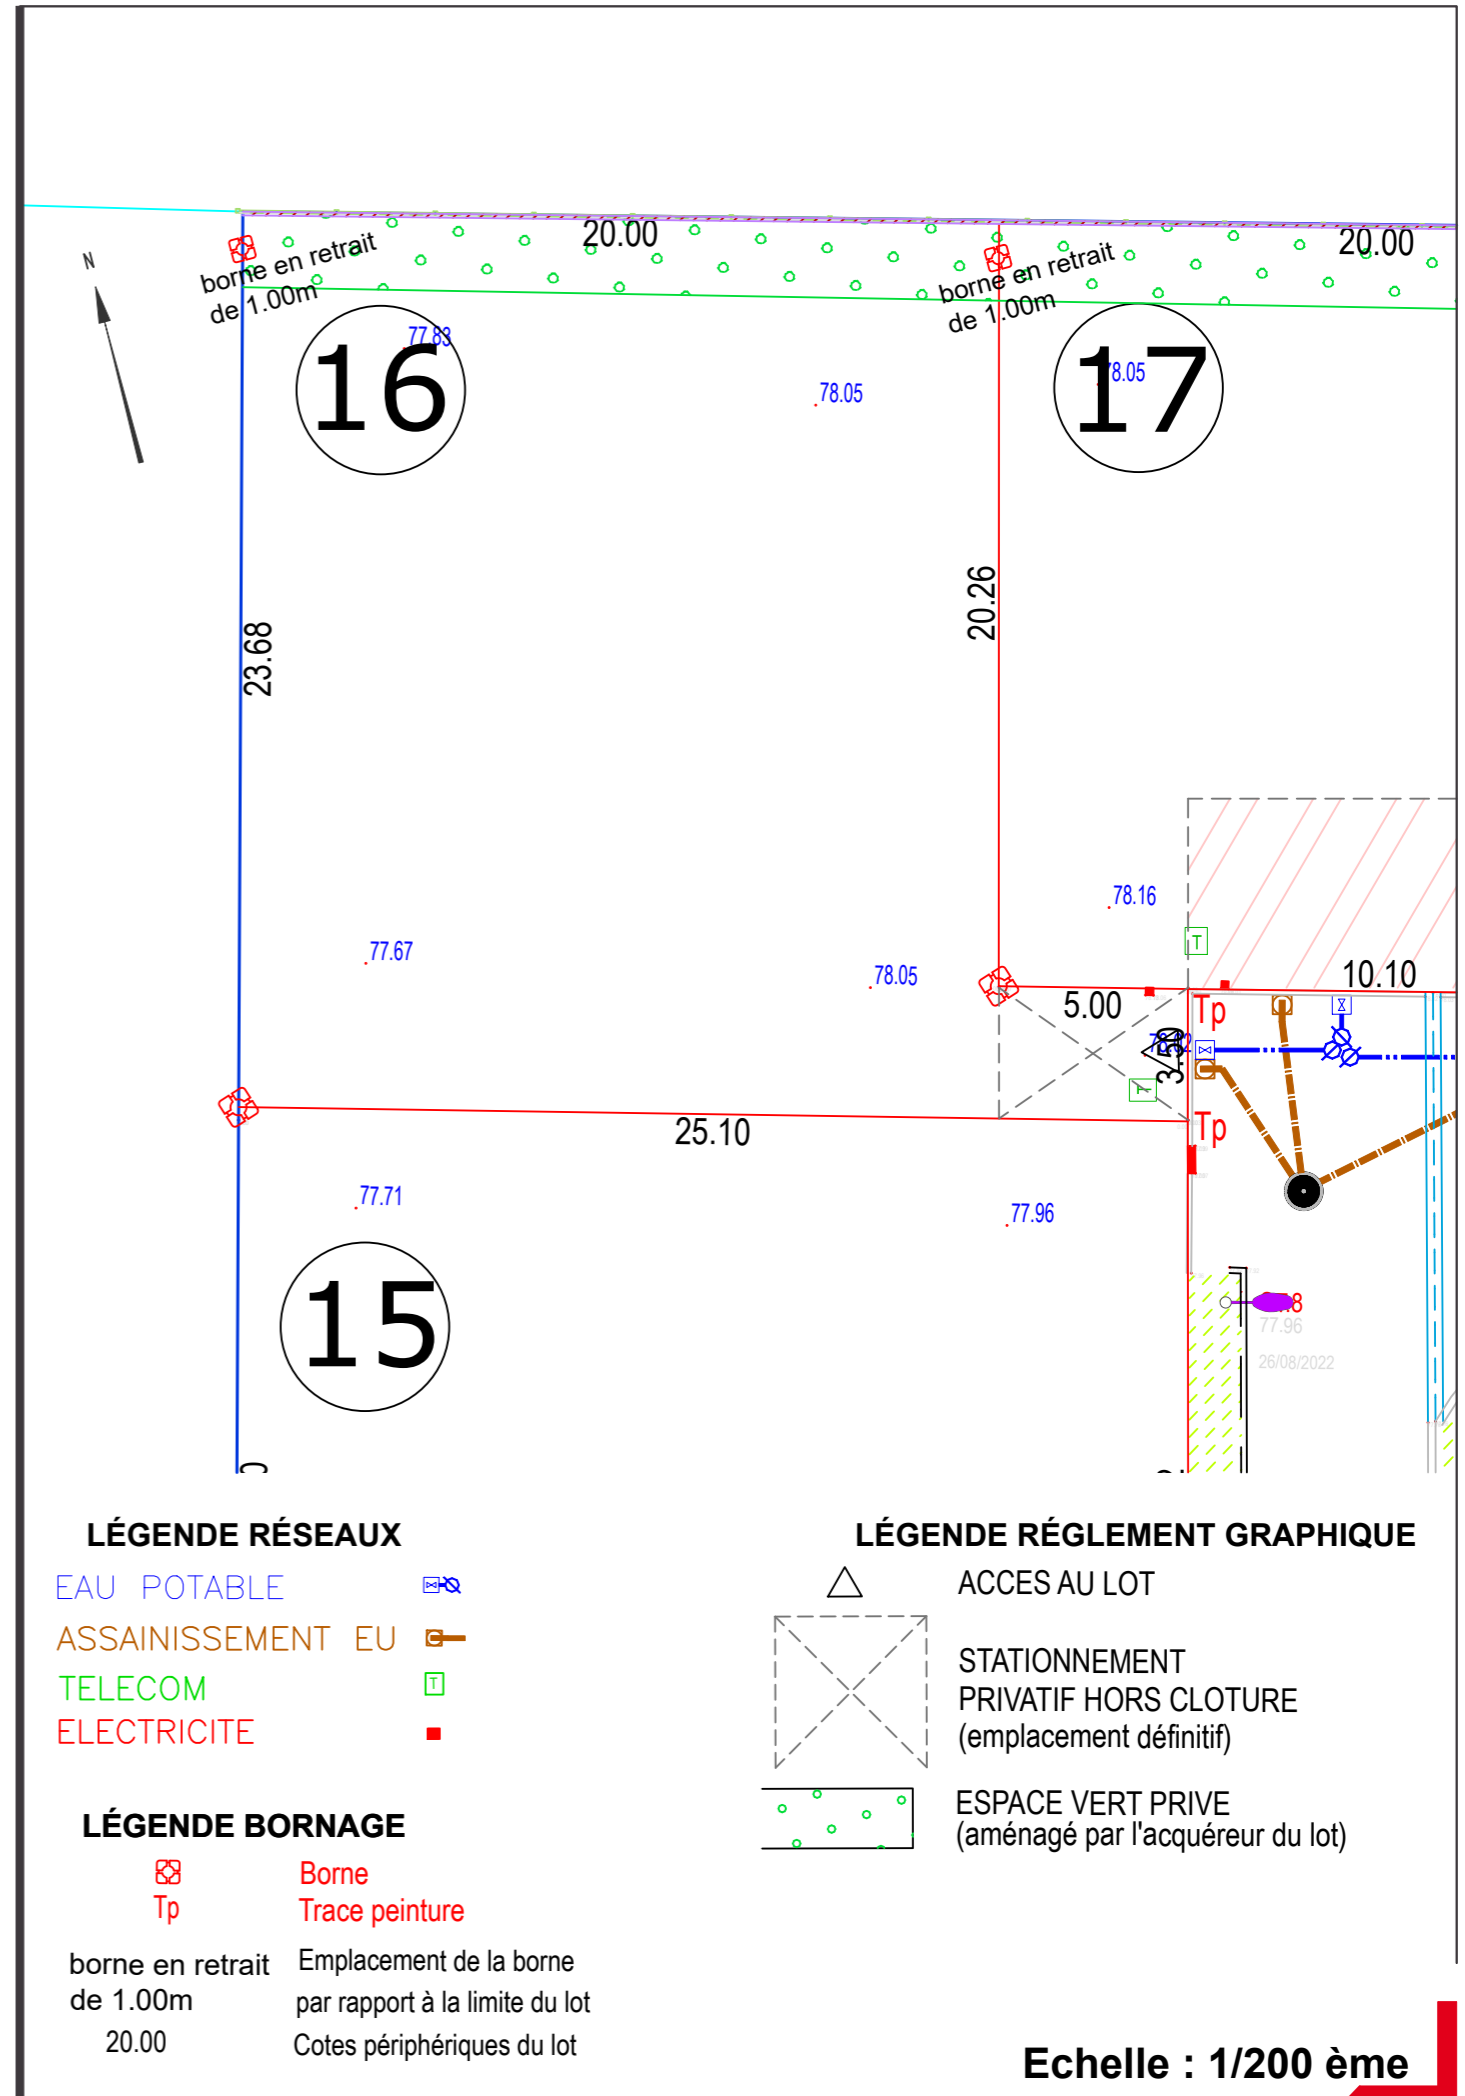 20.00
20.00
N
borne en retrait
de 1.00m
borne en retrait
de 1.00m
77.83
16
78.05
78.05
17
20.26
23.68
78.16
77.67
78.05
T
10.10
5.00
Tp
3.50
T
25.10
Tp
77.71
77.96
15
77.96
26/08/2022
LÉGENDE RÉSEAUX
EAU POTABLE
ASSAINISSEMENT EU
TELECOM T
ELECTRICITE
LÉGENDE BORNAGE
Borne
Tp Trace peinture
borne en retrait Emplacement de la borne
de 1.00m par rapport à la limite du lot
20.00 Cotes périphériques du lot
LÉGENDE RÉGLEMENT GRAPHIQUE
ACCES AU LOT
STATIONNEMENT
PRIVATIF HORS CLOTURE
(emplacement définitif)
ESPACE VERT PRIVE
(aménagé par l'acquéreur du lot)
Echelle : 1/200 ème